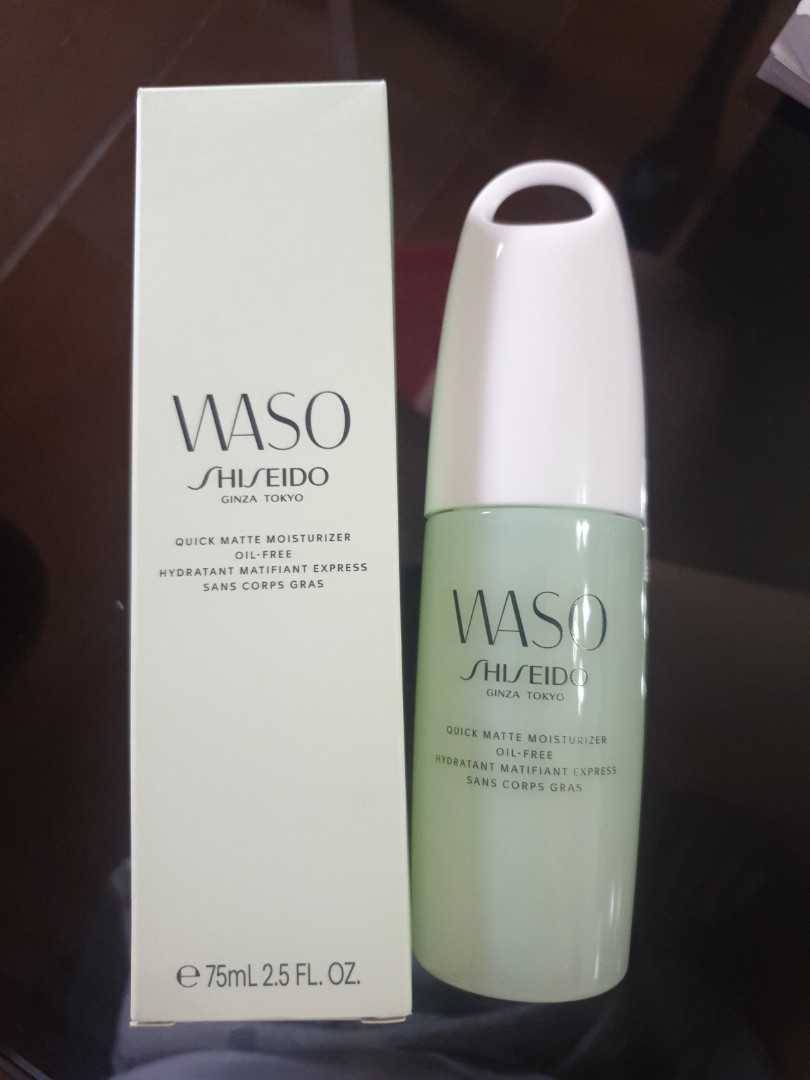 WASO
SHISEIDO
GINZA TOKYO
QUICK MATTE MOISTURIZER
OIL-FREE
HYDRATANT MATIFIANT EXPRESS
SANS CORPS GRAS
e 75mL 2.5 FL. OZ.
WASO
SHISEIDO
GINZA TOKYO
QUICK MATTE MOISTURIZER
OIL-FREE
HYDRATANT MATIFIANT EXPRESS
SANS CORPS GRAS